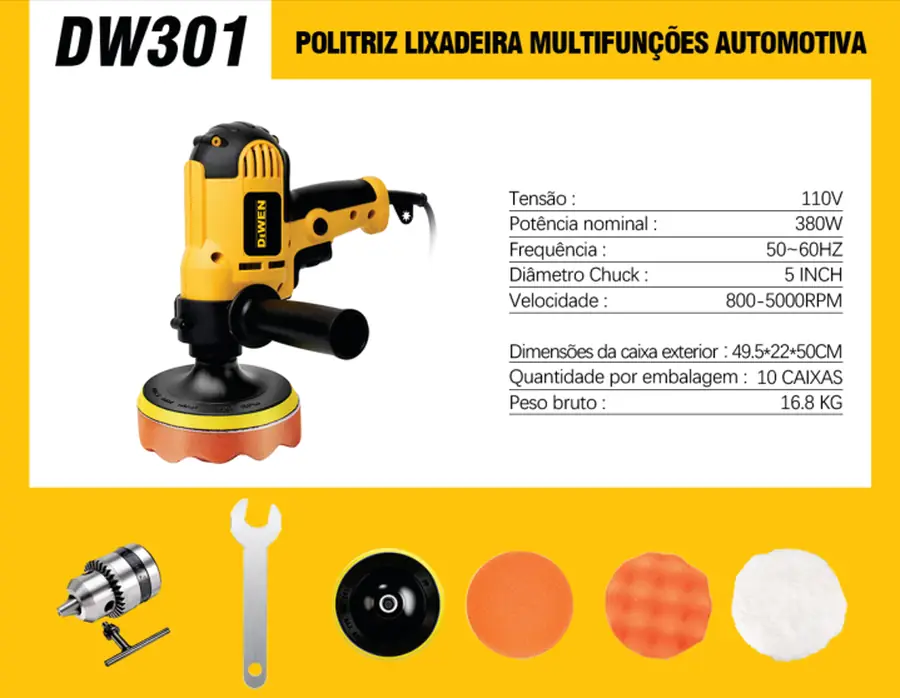 DW301
POLITRIZ LIXADEIRA MULTIFUNÇÕES AUTOMOTIVA
DIWEN
Tensão : 110V
Potência nominal : 380W
Frequência : 50~60HZ
Diâmetro Chuck : 5 INCH
Velocidade : 800-5000RPM
Dimensões da caixa exterior : 49.5*22*50CM
Quantidade por embalagem : 10 CAIXAS
Peso bruto : 16.8 KG